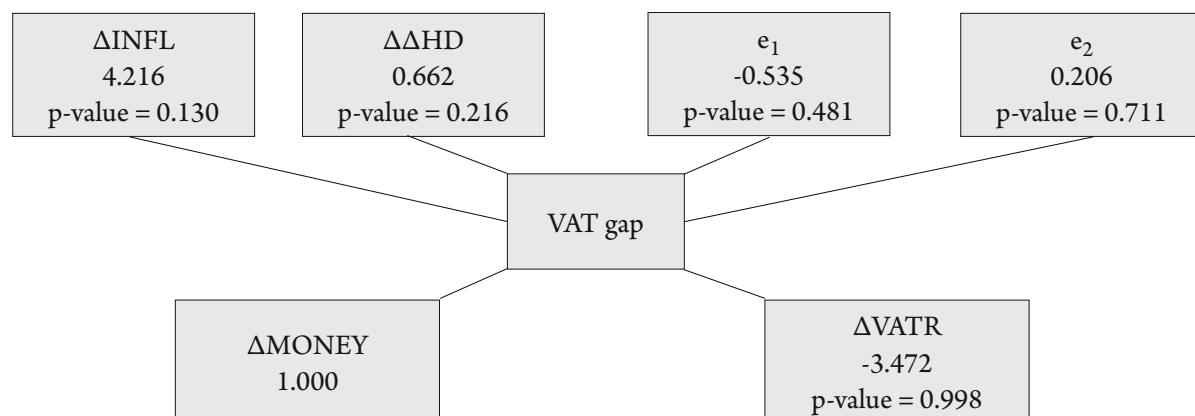 ΔINFL
4.216
p-value = 0.130
ΔΔHD
0.662
p-value = 0.216
e₁
-0.535
p-value = 0.481
e₂
0.206
p-value = 0.711
VAT gap
ΔMONEY
1.000
ΔVATR
-3.472
p-value = 0.998